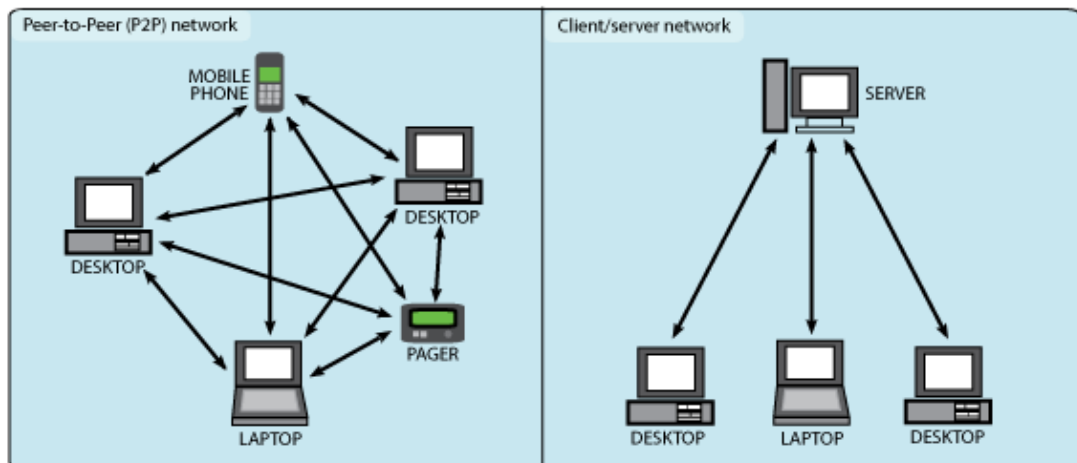 Peer-to-Peer (P2P) network
MOBILE
PHONE
DESKTOP
DESKTOP
PAGER
LAPTOP
Client/server network
SERVER
DESKTOP
LAPTOP
DESKTOP